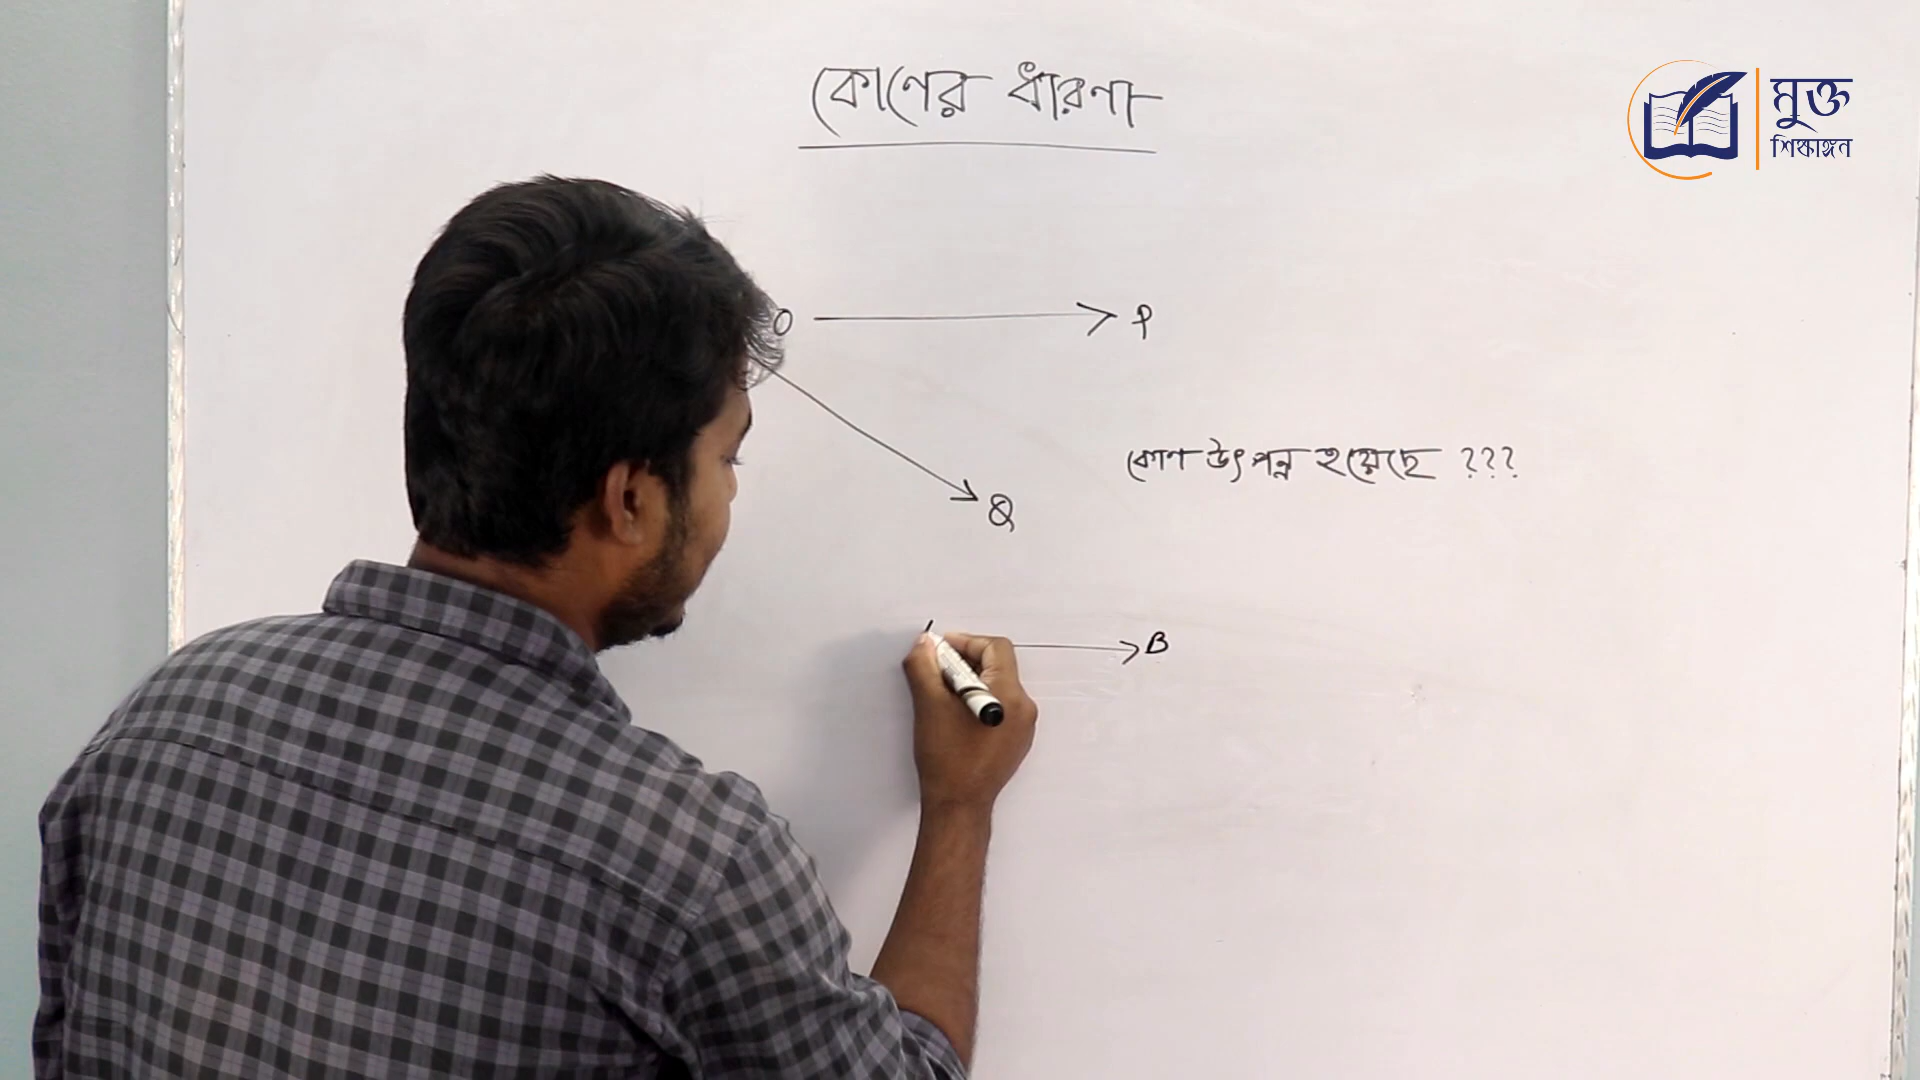 কোণের ধারণা
মুক্ত
শিক্ষাঙ্গন
O P
Q
কোণ উৎপন্ন হয়েছে ???
B